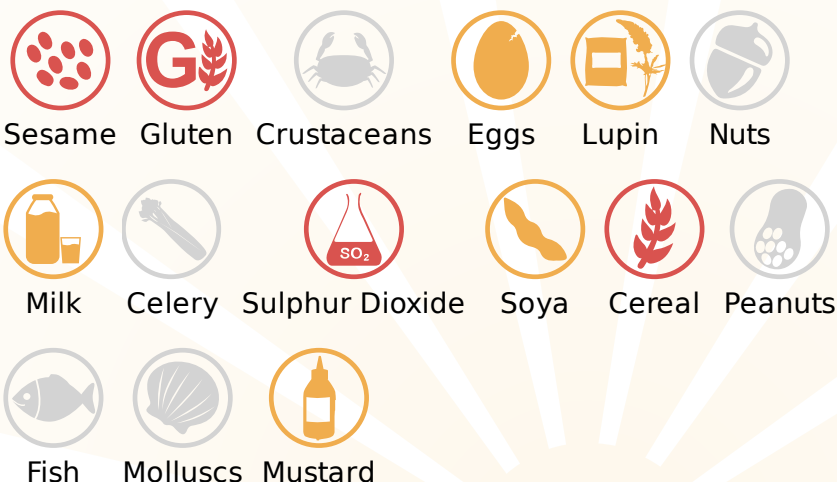 G
Sesame Gluten Crustaceans Eggs Lupin Nuts
SO₂
Milk Celery Sulphur Dioxide Soya Cereal Peanuts
Fish Molluscs Mustard